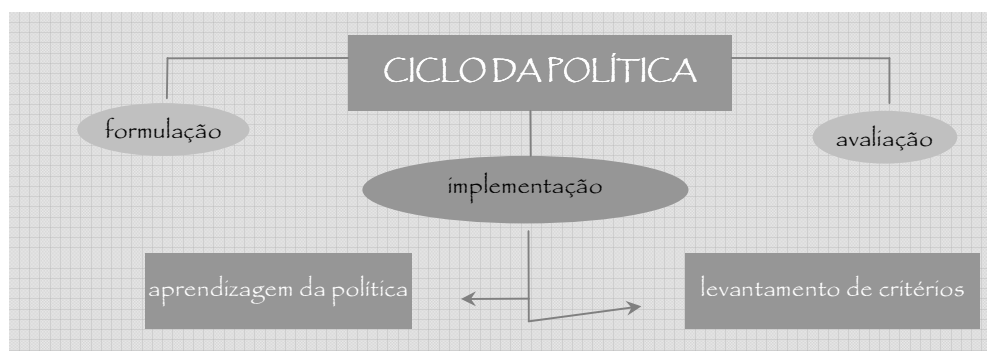 CICLO DA POLÍTICA
formulação
avaliação
implementação
aprendizagem da política
levantamento de critérios